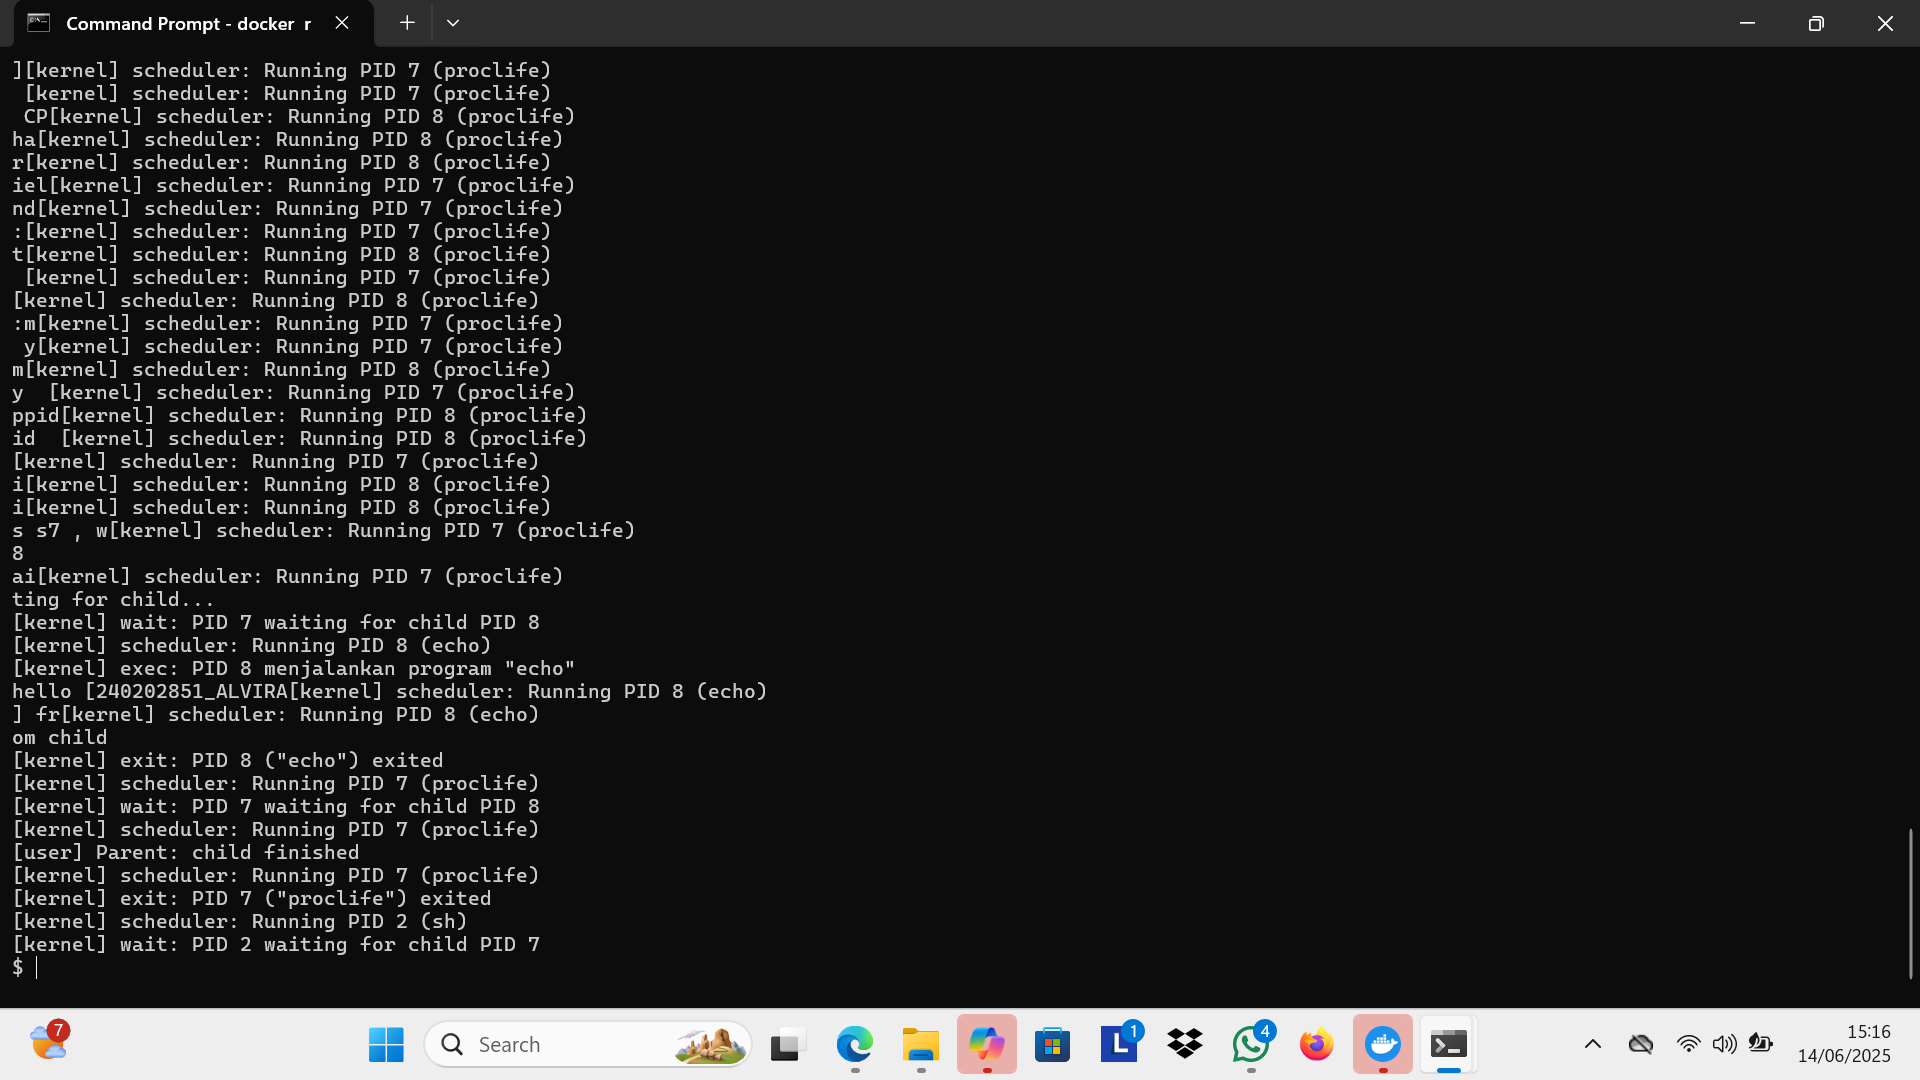 Command Prompt - docker r
][kernel] scheduler: Running PID 7 (proclife)
 [kernel] scheduler: Running PID 7 (proclife)
 CP[kernel] scheduler: Running PID 8 (proclife)
ha[kernel] scheduler: Running PID 8 (proclife)
r[kernel] scheduler: Running PID 8 (proclife)
iel[kernel] scheduler: Running PID 7 (proclife)
nd[kernel] scheduler: Running PID 7 (proclife)
:[kernel] scheduler: Running PID 7 (proclife)
t[kernel] scheduler: Running PID 8 (proclife)
 [kernel] scheduler: Running PID 7 (proclife)
[kernel] scheduler: Running PID 8 (proclife)
:m[kernel] scheduler: Running PID 7 (proclife)
 y[kernel] scheduler: Running PID 7 (proclife)
m[kernel] scheduler: Running PID 8 (proclife)
y  [kernel] scheduler: Running PID 7 (proclife)
ppid[kernel] scheduler: Running PID 8 (proclife)
id  [kernel] scheduler: Running PID 8 (proclife)
[kernel] scheduler: Running PID 7 (proclife)
i[kernel] scheduler: Running PID 8 (proclife)
i[kernel] scheduler: Running PID 8 (proclife)
s s7 , w[kernel] scheduler: Running PID 7 (proclife)
8
ai[kernel] scheduler: Running PID 7 (proclife)
ting for child...
[kernel] wait: PID 7 waiting for child PID 8
[kernel] scheduler: Running PID 8 (echo)
[kernel] exec: PID 8 menjalankan program "echo"
hello [240202851_ALVIRA[kernel] scheduler: Running PID 8 (echo)
] fr[kernel] scheduler: Running PID 8 (echo)
om child
[kernel] exit: PID 8 ("echo") exited
[kernel] scheduler: Running PID 7 (proclife)
[kernel] wait: PID 7 waiting for child PID 8
[kernel] scheduler: Running PID 7 (proclife)
[user] Parent: child finished
[kernel] scheduler: Running PID 7 (proclife)
[kernel] exit: PID 7 ("proclife") exited
[kernel] scheduler: Running PID 2 (sh)
[kernel] wait: PID 2 waiting for child PID 7
$
7
Search
L
1
4
15:16
14/06/2025